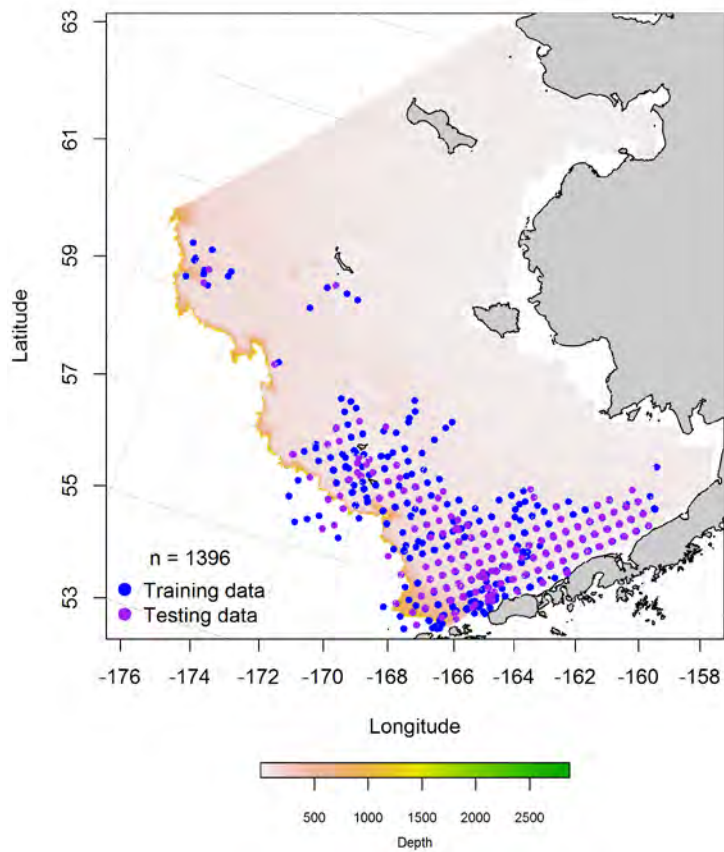 63
61
59
57
55
53
Latitude
n = 1396
Training data
Testing data
-176 -174 -172 -170 -168 -166 -164 -162 -160 -158
Longitude
500 1000 1500 2000 2500
Depth